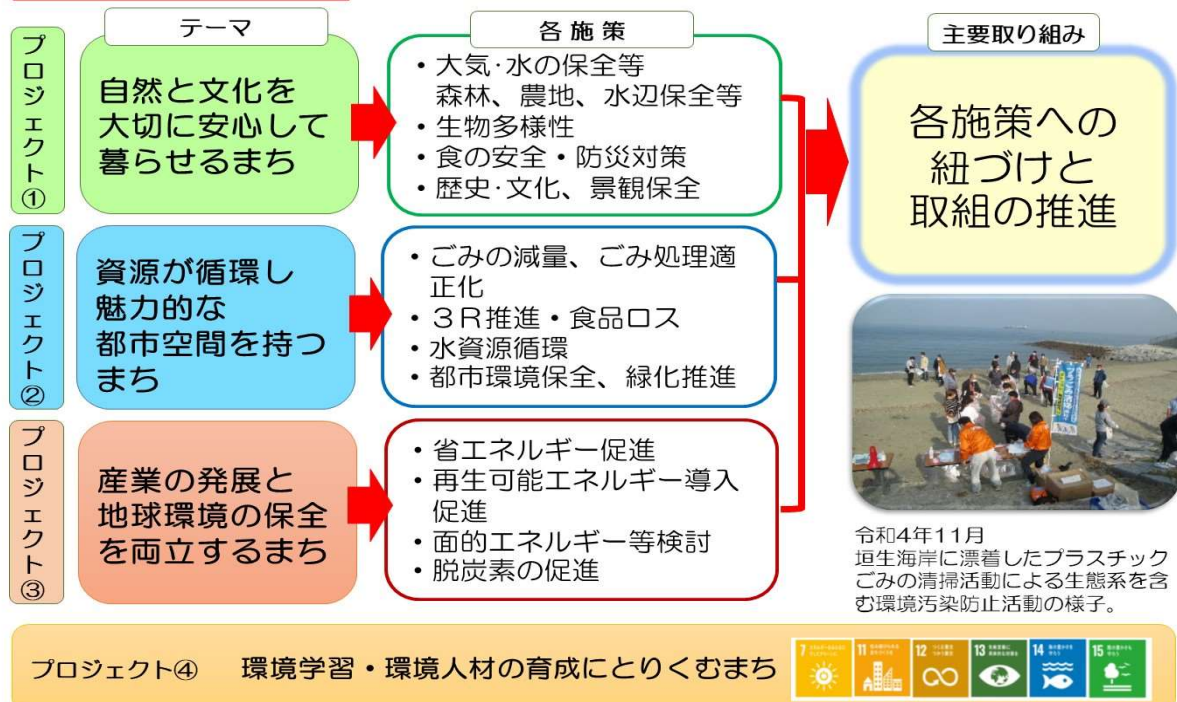 テーマ
各施策
主要取り組み
プロジェクト①
自然と文化を
大切に安心して
暮らせるまち
・大気･水の保全等
森林、農地、水辺保全等
・生物多様性
・食の安全・防災対策
・歴史･文化、景観保全
各施策への
紐づけと
取組の推進
プロジェクト②
資源が循環し
魅力的な
都市空間を持つ
まち
・ごみの減量、ごみ処理適
正化
・３Ｒ推進・食品ロス
・水資源循環
・都市環境保全、緑化推進
プロジェクト③
産業の発展と
地球環境の保全
を両立するまち
・省エネルギー促進
・再生可能エネルギー導入
促進
・面的エネルギー等検討
・脱炭素の促進
令和4年11月
垣生海岸に漂着したプラスチック
ごみの清掃活動による生態系を含
む環境汚染防止活動の様子。
プロジェクト④ 環境学習・環境人材の育成にとりくむまち
7
11
12
13
14
15